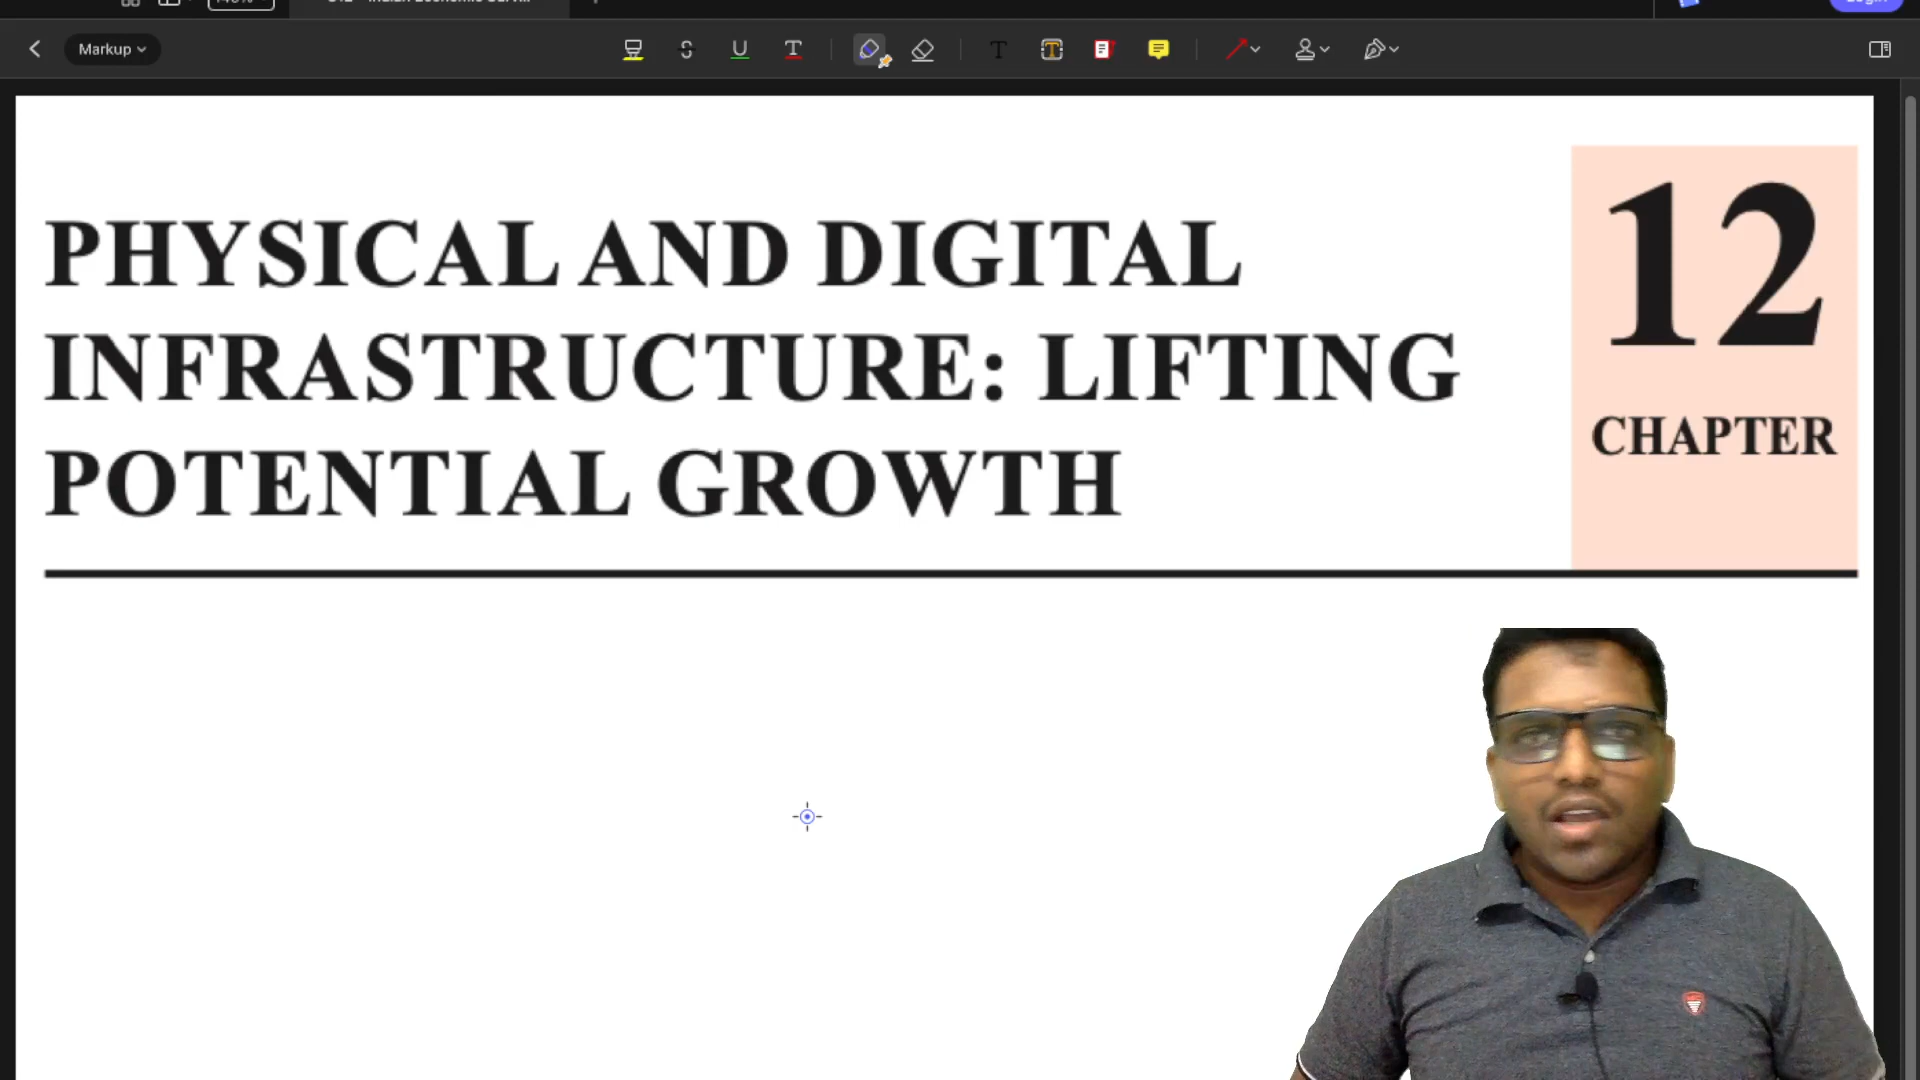 Markup
PHYSICAL AND DIGITAL
INFRASTRUCTURE: LIFTING
POTENTIAL GROWTH
12
CHAPTER